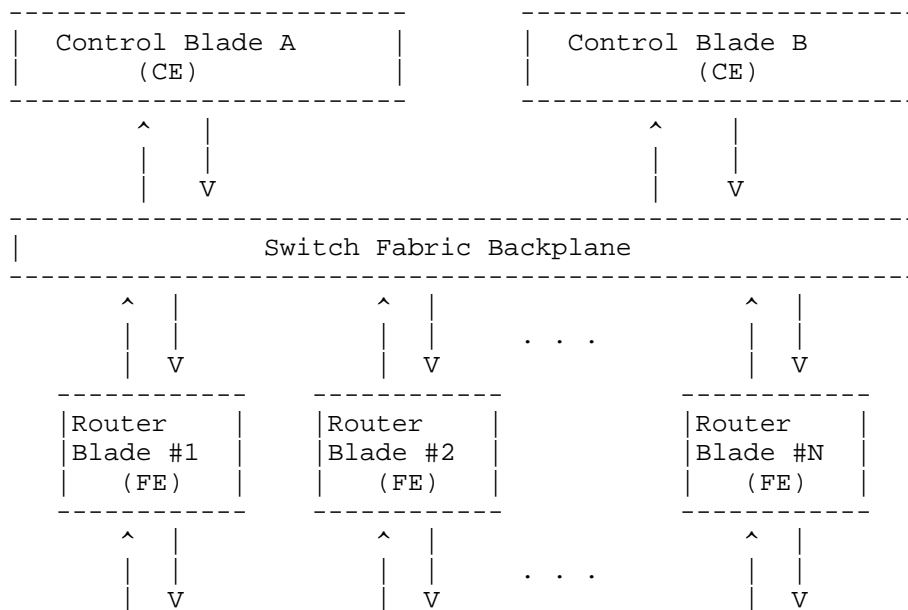 Control Blade A Control Blade B
(CE) (CE)
Switch Fabric Backplane
. . .
Router Router Router
Blade #1 Blade #2 Blade #N
(FE) (FE) (FE)
. . .